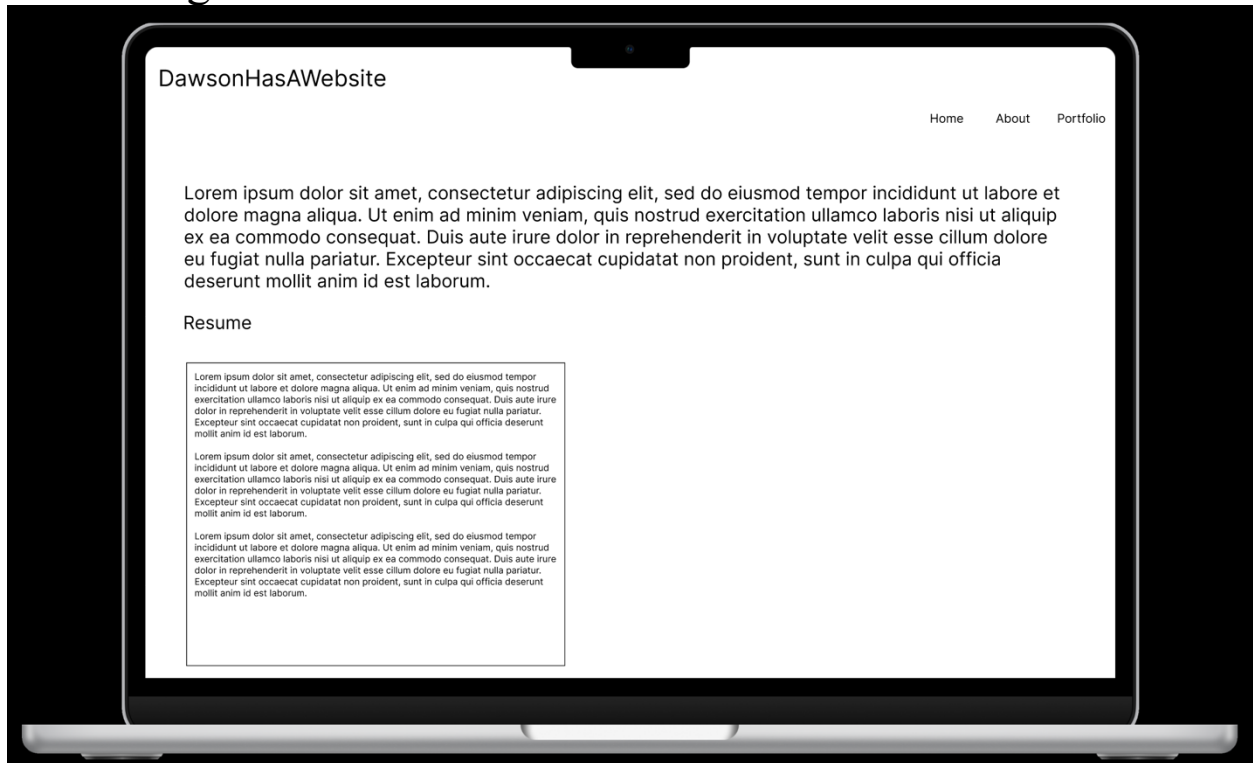 DawsonHasAWebsite
Home About Portfolio
Lorem ipsum dolor sit amet, consectetur adipiscing elit, sed do eiusmod tempor incididunt ut labore et
dolore magna aliqua. Ut enim ad minim veniam, quis nostrud exercitation ullamco laboris nisi ut aliquip
ex ea commodo consequat. Duis aute irure dolor in reprehenderit in voluptate velit esse cillum dolore
eu fugiat nulla pariatur. Excepteur sint occaecat cupidatat non proident, sunt in culpa qui officia
deserunt mollit anim id est laborum.
Resume
Lorem ipsum dolor sit amet, consectetur adipiscing elit, sed do eiusmod tempor
incididunt ut labore et dolore magna aliqua. Ut enim ad minim veniam, quis nostrud
exercitation ullamco laboris nisi ut aliquip ex ea commodo consequat. Duis aute irure
dolor in reprehenderit in voluptate velit esse cillum dolore eu fugiat nulla pariatur.
Excepteur sint occaecat cupidatat non proident, sunt in culpa qui officia deserunt
mollit anim id est laborum.
Lorem ipsum dolor sit amet, consectetur adipiscing elit, sed do eiusmod tempor
incididunt ut labore et dolore magna aliqua. Ut enim ad minim veniam, quis nostrud
exercitation ullamco laboris nisi ut aliquip ex ea commodo consequat. Duis aute irure
dolor in reprehenderit in voluptate velit esse cillum dolore eu fugiat nulla pariatur.
Excepteur sint occaecat cupidatat non proident, sunt in culpa qui officia deserunt
mollit anim id est laborum.
Lorem ipsum dolor sit amet, consectetur adipiscing elit, sed do eiusmod tempor
incididunt ut labore et dolore magna aliqua. Ut enim ad minim veniam, quis nostrud
exercitation ullamco laboris nisi ut aliquip ex ea commodo consequat. Duis aute irure
dolor in reprehenderit in voluptate velit esse cillum dolore eu fugiat nulla pariatur.
Excepteur sint occaecat cupidatat non proident, sunt in culpa qui officia deserunt
mollit anim id est laborum.